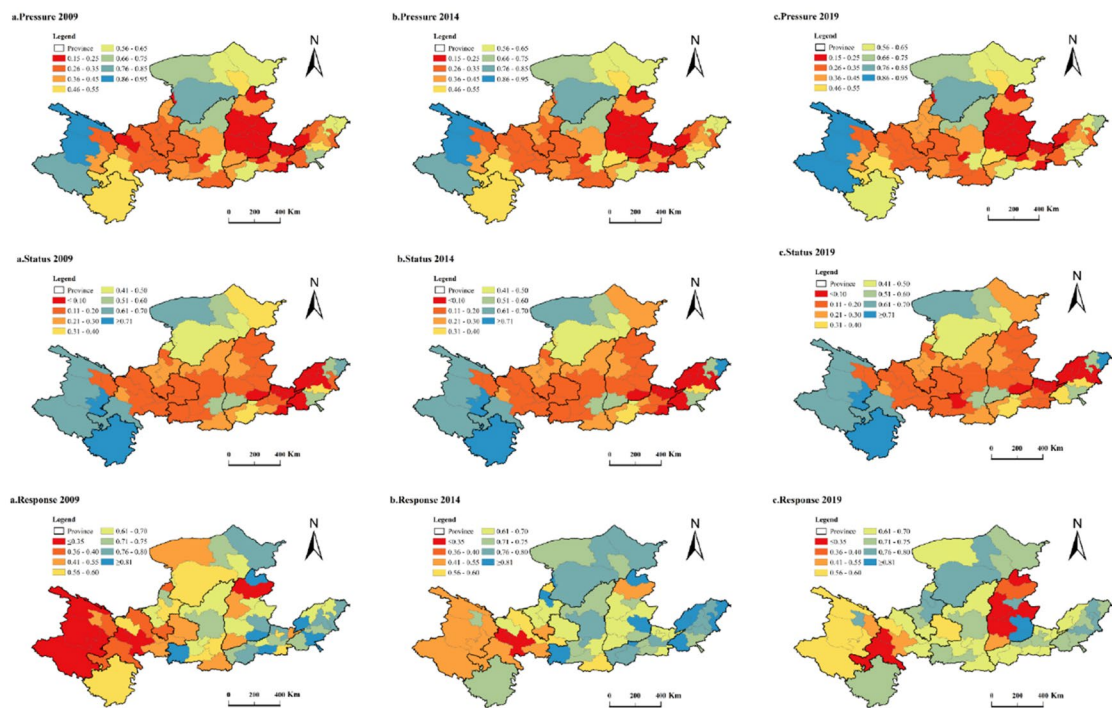 a.Pressure 2009
Legend
Province
0.56 - 0.65
0.15 - 0.25
0.66 - 0.75
0.26 - 0.35
0.76 - 0.85
0.36 - 0.45
0.86 - 0.95
0.46 - 0.55
N
0 200 400 Km
b.Pressure 2014
Legend
Province
0.56 - 0.65
0.15 - 0.25
0.66 - 0.75
0.26 - 0.35
0.76 - 0.85
0.36 - 0.45
0.86 - 0.95
0.46 - 0.55
N
0 200 400 Km
c.Pressure 2019
Legend
Province
0.56 - 0.65
0.15 - 0.25
0.66 - 0.75
0.26 - 0.35
0.76 - 0.85
0.36 - 0.45
0.86 - 0.95
0.46 - 0.55
N
0 200 400 Km
a.Status 2009
Legend
Province
0.41 - 0.50
< 0.10
0.51 - 0.60
0.11 - 0.20
0.61 - 0.70
0.21 - 0.30
≥0.71
0.31 - 0.40
N
0 200 400 Km
b.Status 2014
Legend
Province
0.41 - 0.50
<0.10
0.51 - 0.60
0.11 - 0.20
0.61 - 0.70
0.21 - 0.30
≥0.71
0.31 - 0.40
N
0 200 400 Km
c.Status 2019
Legend
Province
0.41 - 0.50
<0.10
0.51 - 0.60
0.11 - 0.20
0.61 - 0.70
0.21 - 0.30
≥0.71
0.31 - 0.40
N
0 200 400 Km
a.Response 2009
Legend
Province
0.61 - 0.70
≤0.35
0.71 - 0.75
0.36 - 0.40
0.76 - 0.80
0.41 - 0.55
≥0.81
0.56 - 0.60
N
0 200 400 Km
b.Response 2014
Legend
Province
0.61 - 0.70
<0.35
0.71 - 0.75
0.36 - 0.40
0.76 - 0.80
0.41 - 0.55
≥0.81
0.56 - 0.60
N
0 200 400 Km
c.Response 2019
Legend
Province
0.61 - 0.70
<0.35
0.71 - 0.75
0.36 - 0.40
0.76 - 0.80
0.41 - 0.55
≥0.81
0.56 - 0.60
N
0 200 400 Km